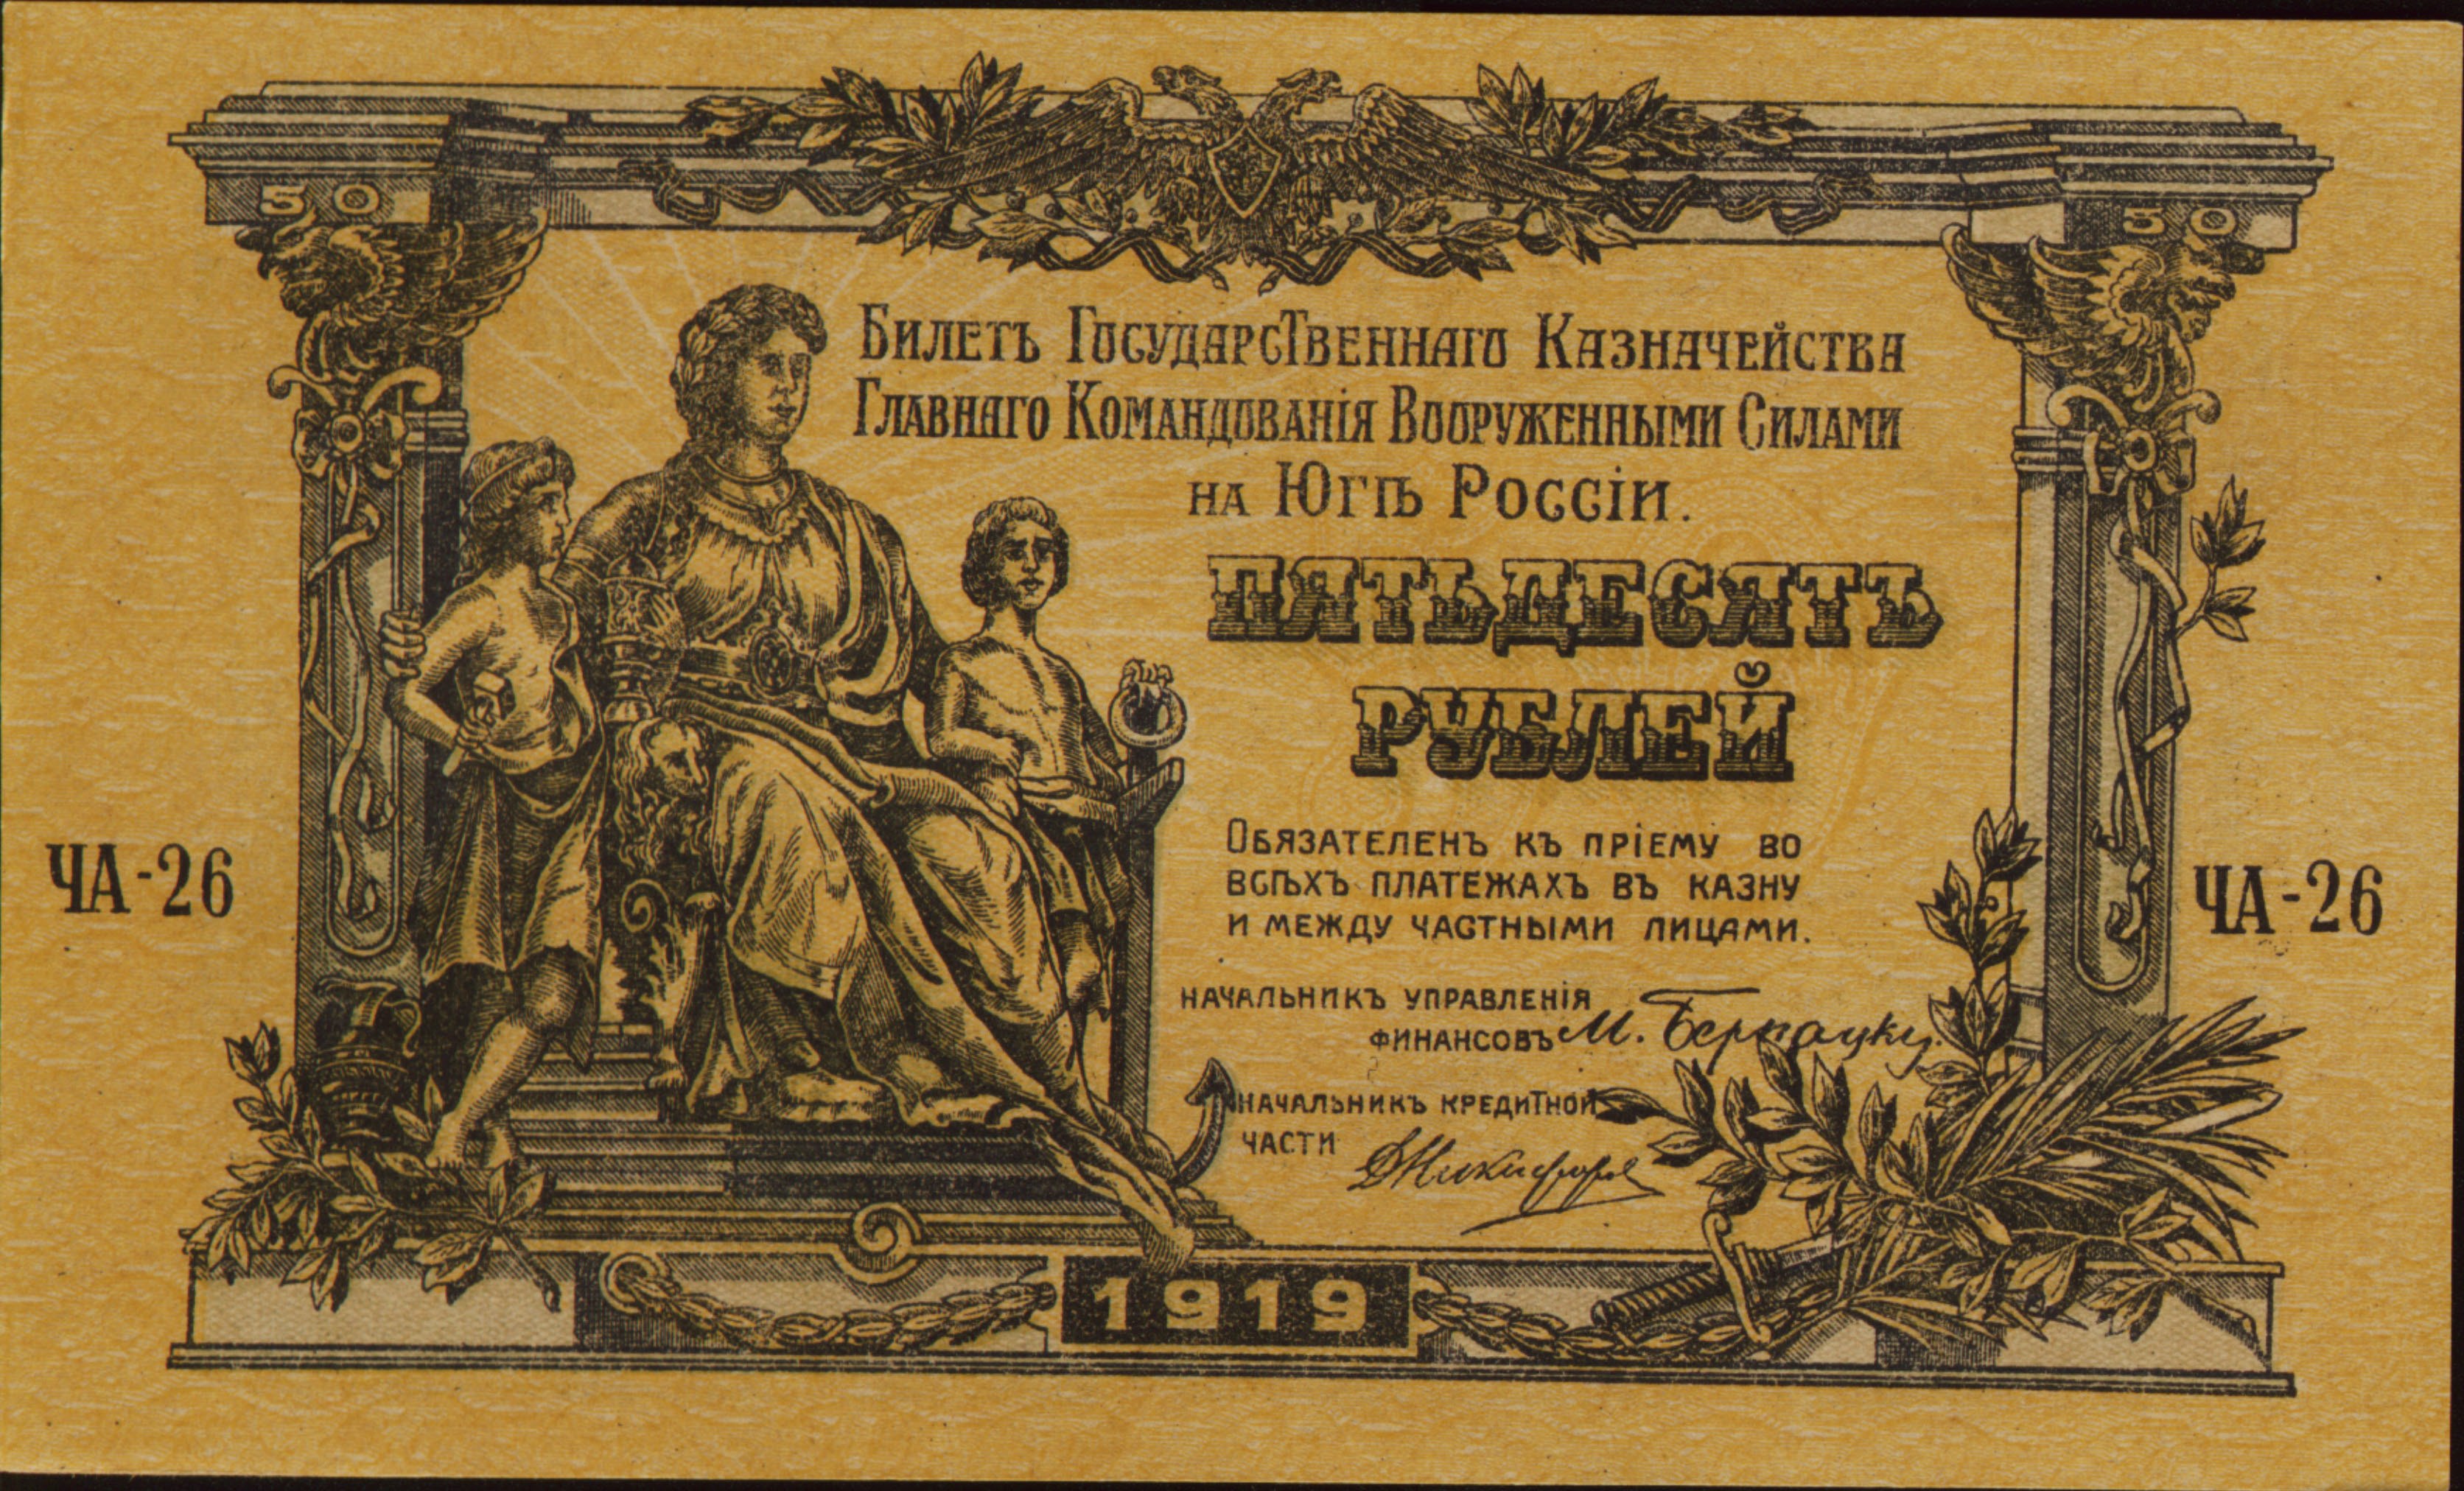 50
50
Билетъ Государственнаго Казначейства
Главнаго Командованія Вооруженными Силами
на Югѣ Россіи.
ПЯТЬДЕСЯТЪ
РУБЛЕЙ
Обязателенъ къ пріему во
всѣхъ платежахъ въ казну
и между частными лицами.
ЧА-26
ЧА-26
Начальникъ управленія
финансовъ М. Бернацкій.
Начальникъ кредитной
части
1919